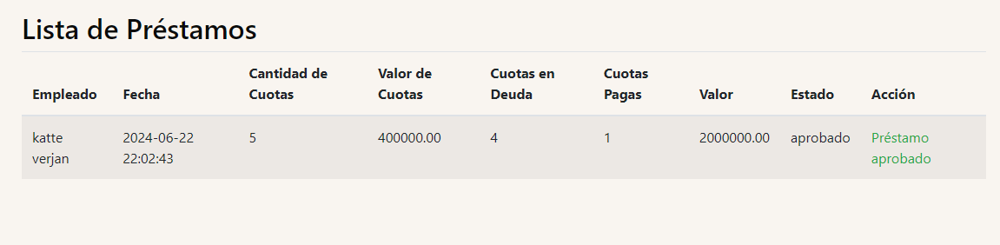 Lista de Préstamos
Cantidad de Valor de Cuotas en Cuotas
Empleado Fecha Cuotas Cuotas Deuda Pagas Valor Estado Acción
katte 2024-06-22 5 400000.00 4 1 2000000.00 aprobado Préstamo
verjan 22:02:43 aprobado